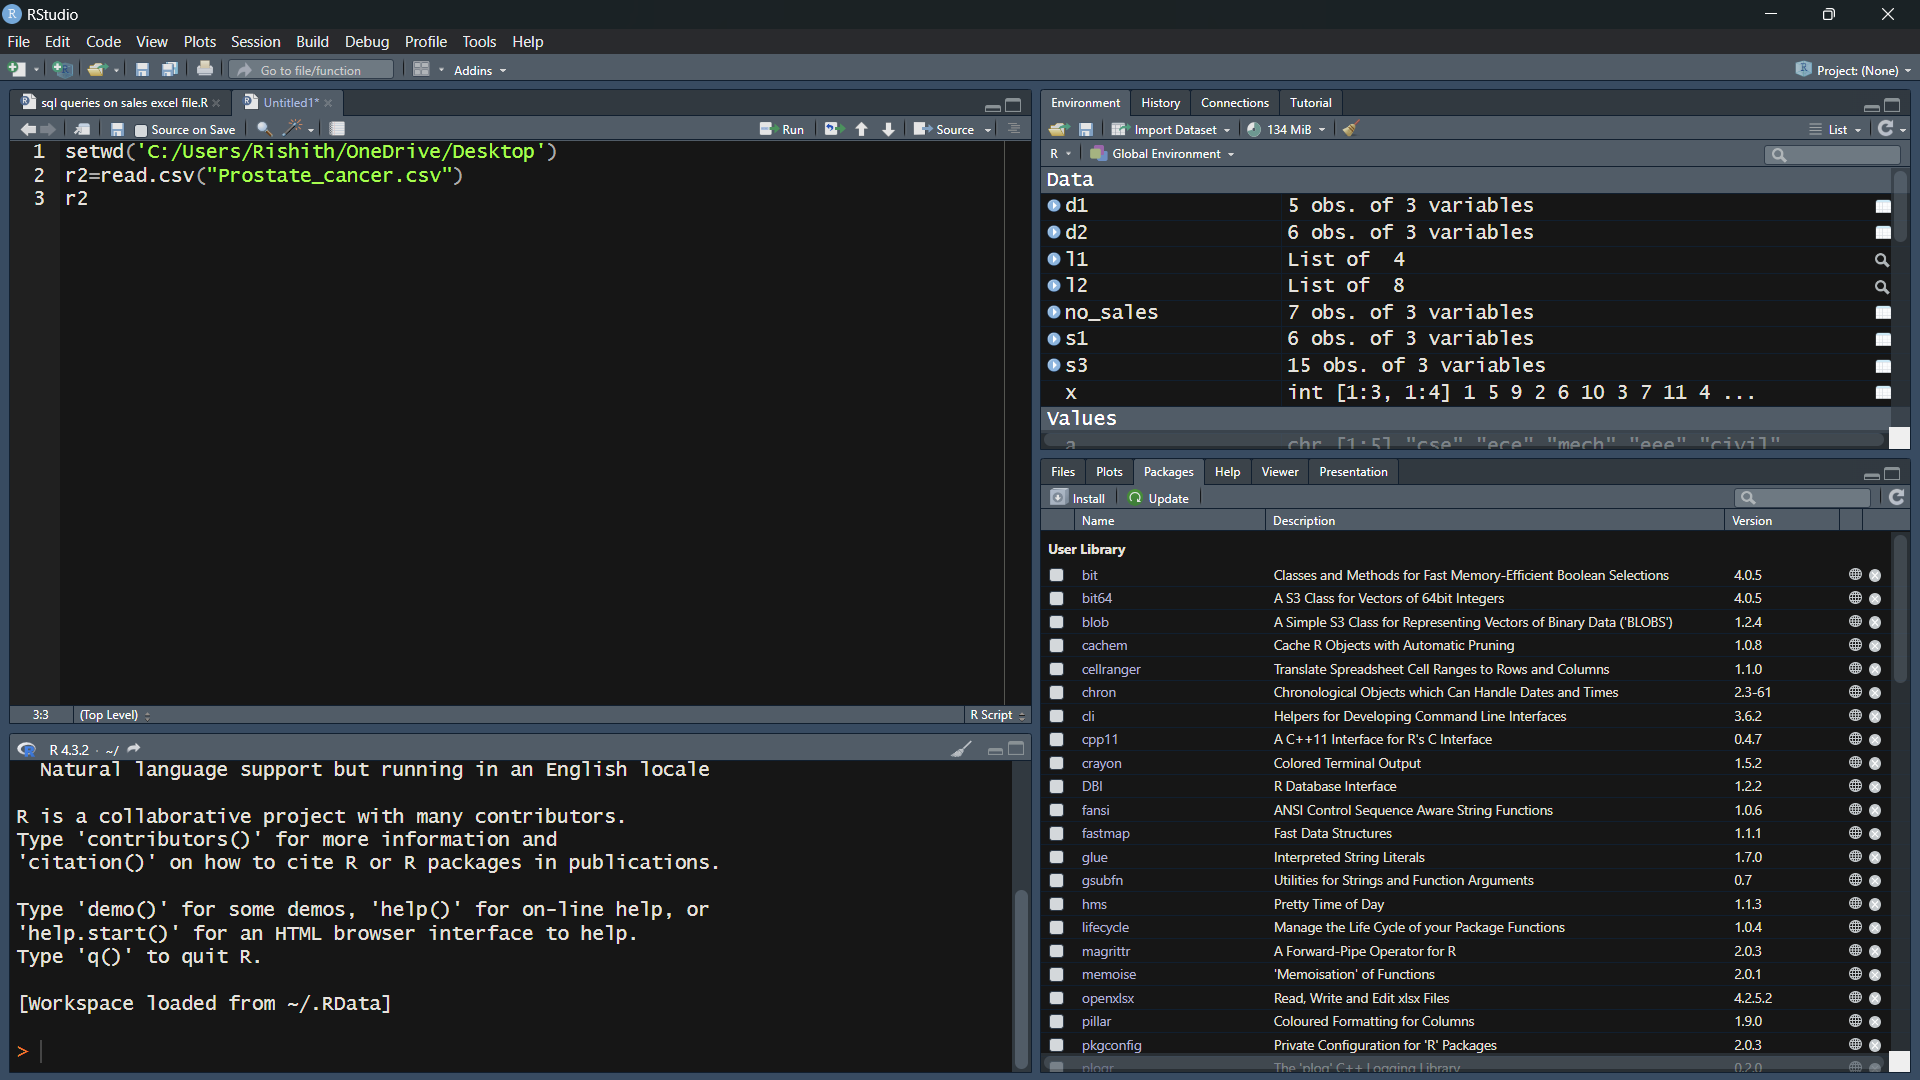 RStudio
File Edit Code View Plots Session Build Debug Profile Tools Help
Go to file/function Addins Project: (None)
sql queries on sales excel file.R Untitled1*
Source on Save Run Source
1 setwd('C:/Users/Rishith/OneDrive/Desktop')
2 r2=read.csv("Prostate_cancer.csv")
3 r2
3:3 (Top Level) R Script
R 4.3.2 · ~/
Natural language support but running in an English locale
R is a collaborative project with many contributors.
Type 'contributors()' for more information and
'citation()' on how to cite R or R packages in publications.
Type 'demo()' for some demos, 'help()' for on-line help, or
'help.start()' for an HTML browser interface to help.
Type 'q()' to quit R.
[Workspace loaded from ~/.RData]
>
Environment History Connections Tutorial
Import Dataset 134 MiB List
R Global Environment
Data
d1 5 obs. of 3 variables
d2 6 obs. of 3 variables
l1 List of 4
l2 List of 8
no_sales 7 obs. of 3 variables
s1 6 obs. of 3 variables
s3 15 obs. of 3 variables
x int [1:3, 1:4] 1 5 9 2 6 10 3 7 11 4 ...
Values
a chr [1:5] "cse" "ece" "mech" "eee" "civil"
Files Plots Packages Help Viewer Presentation
Install Update
Name Description Version
User Library
bit Classes and Methods for Fast Memory-Efficient Boolean Selections 4.0.5
bit64 A S3 Class for Vectors of 64bit Integers 4.0.5
blob A Simple S3 Class for Representing Vectors of Binary Data ('BLOBS') 1.2.4
cachem Cache R Objects with Automatic Pruning 1.0.8
cellranger Translate Spreadsheet Cell Ranges to Rows and Columns 1.1.0
chron Chronological Objects which Can Handle Dates and Times 2.3-61
cli Helpers for Developing Command Line Interfaces 3.6.2
cpp11 A C++11 Interface for R's C Interface 0.4.7
crayon Colored Terminal Output 1.5.2
DBI R Database Interface 1.2.2
fansi ANSI Control Sequence Aware String Functions 1.0.6
fastmap Fast Data Structures 1.1.1
glue Interpreted String Literals 1.7.0
gsubfn Utilities for Strings and Function Arguments 0.7
hms Pretty Time of Day 1.1.3
lifecycle Manage the Life Cycle of your Package Functions 1.0.4
magrittr A Forward-Pipe Operator for R 2.0.3
memoise 'Memoisation' of Functions 2.0.1
openxlsx Read, Write and Edit xlsx Files 4.2.5.2
pillar Coloured Formatting for Columns 1.9.0
pkgconfig Private Configuration for 'R' Packages 2.0.3
plogr The 'plog' C++ Logging Library 0.2.0